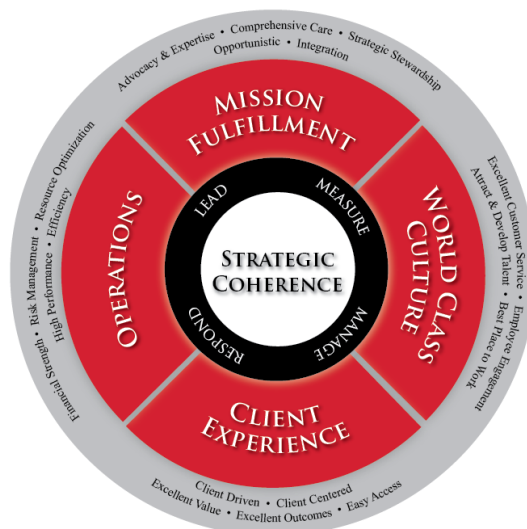 Advocacy & Expertise • Comprehensive Care • Strategic Stewardship
Opportunistic • Integration
MISSION
FULFILLMENT
Excellent Customer Service • Employee Engagement
Attract & Develop Talent • Best Place to Work
WORLD CLASS
CULTURE
CLIENT
EXPERIENCE
Client Driven • Client Centered
Excellent Value • Excellent Outcomes • Easy Access
Financial Strength • Risk Management • Resource Optimization
High Performance • Efficiency
OPERATIONS
LEAD
MEASURE
MANAGE
RESPOND
STRATEGIC
COHERENCE